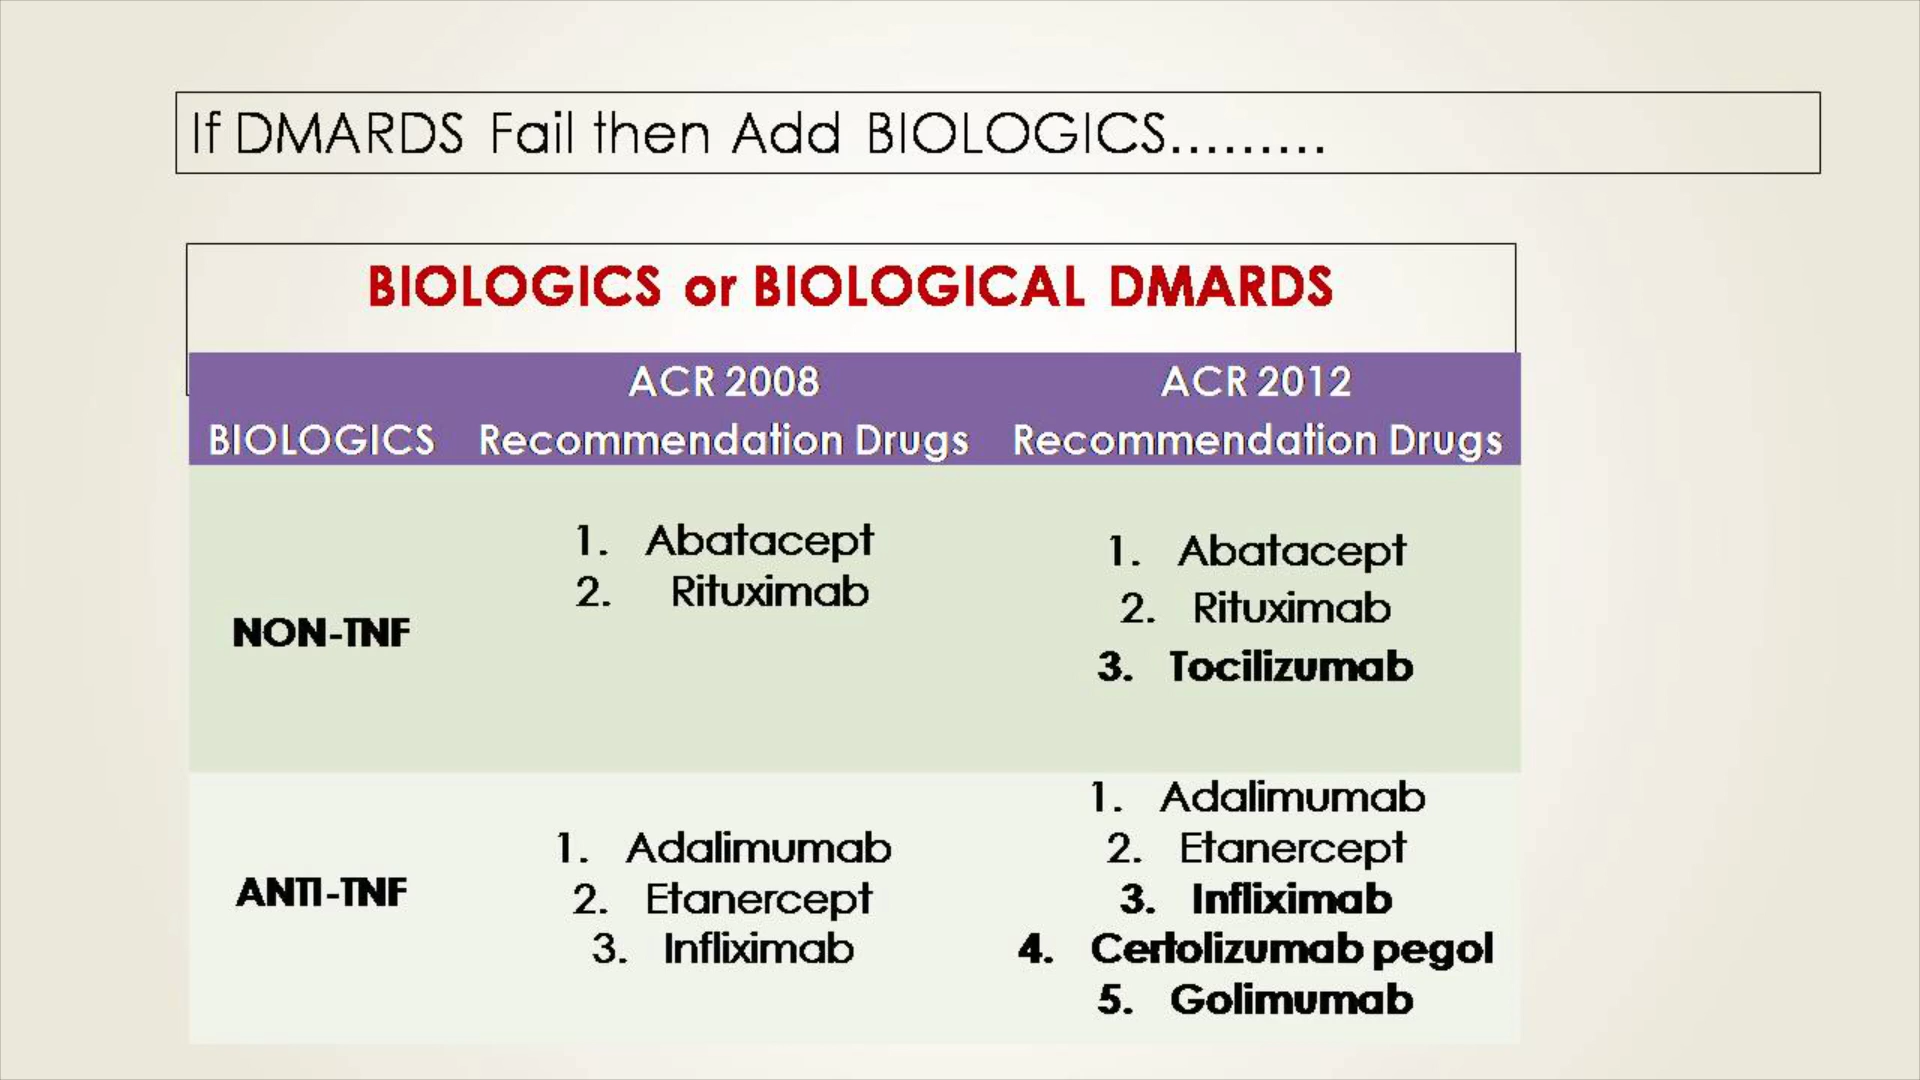 If DMARDS Fail then Add BIOLOGICS.........
BIOLOGICS or BIOLOGICAL DMARDS
BIOLOGICS
ACR 2008
Recommendation Drugs
ACR 2012
Recommendation Drugs
NON-TNF
1. Abatacept
2. Rituximab
1. Abatacept
2. Rituximab
3. Tocilizumab
ANTI-TNF
1. Adalimumab
2. Etanercept
3. Infliximab
1. Adalimumab
2. Etanercept
3. Infliximab
4. Certolizumab pegol
5. Golimumab